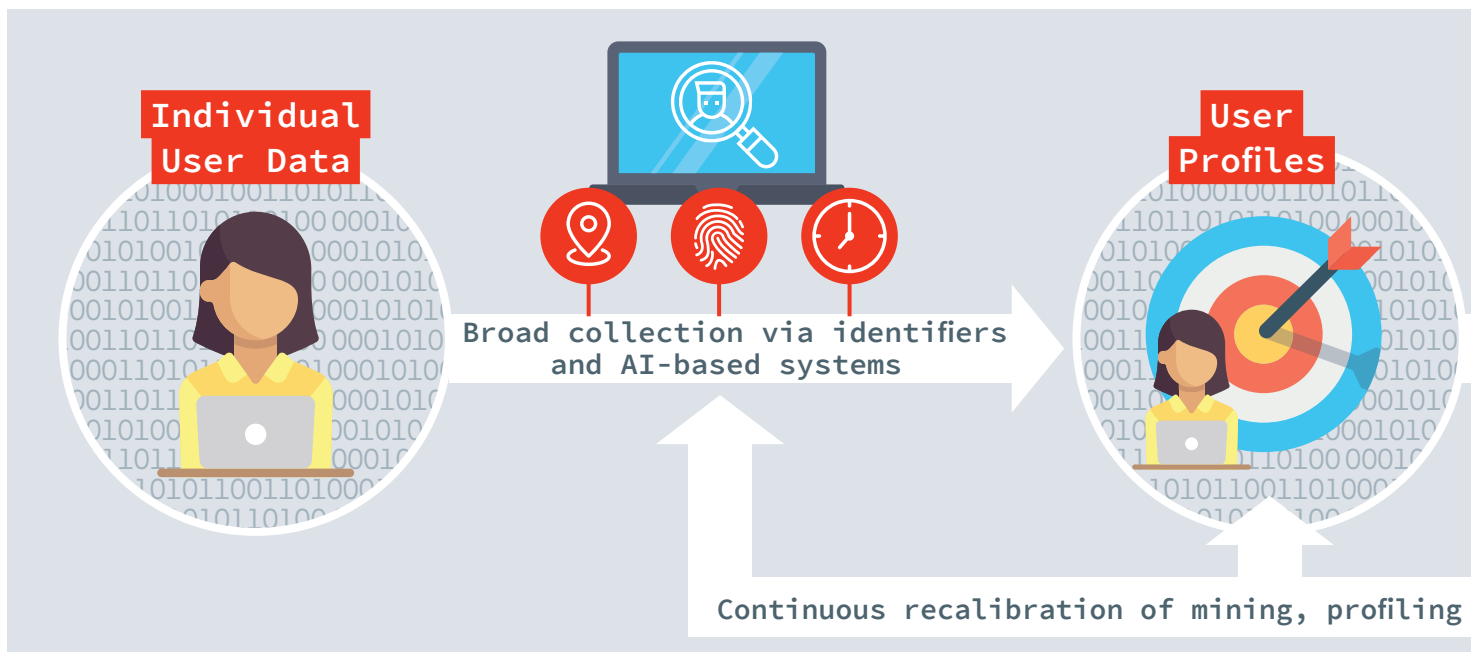 Individual
User Data
Broad collection via identifiers
and AI-based systems
User
Profiles
Continuous recalibration of mining, profiling